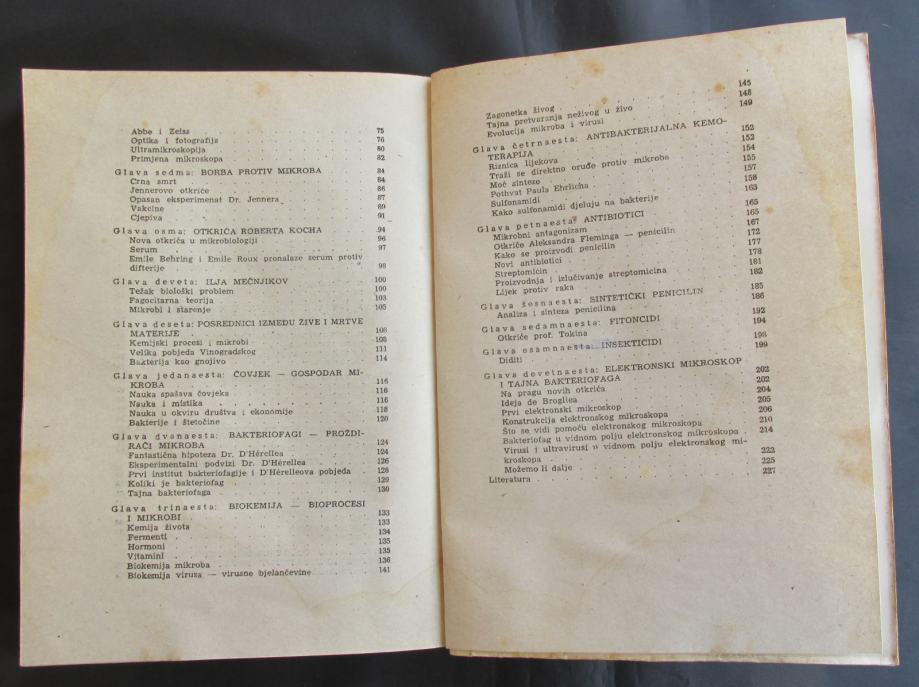 Abbe i Zeiss 75
Optika i fotografija 76
Ultramikroskopija 80
Primjena mikroskopa 82
Glava sedma: BORBA PROTIV MIKROBA 84
Crna smrt 84
Jennerovo otkriće 86
Opasan eksperimenat Dr. Jennera 87
Vakcine 89
Cjepiva 91
Glava osma: OTKRIĆA ROBERTA KOCHA 94
Nova otkrića u mikrobiologiji 96
Serum 97
Emile Behring i Emile Roux pronalaze serum protiv
difterije 98
Glava deveta: ILJA MEČNJIKOV 100
Težak biološki problem 100
Fagocitarna teorija 103
Mikrobi i starenje 105
Glava deseta: POSREDNICI IZMEĐU ŽIVE I MRTVE
MATERIJE 108
Kemijski procesi i mikrobi 108
Velika pobjeda Vinogradskog 111
Bakterija kao gnojivo 114
Glava jedanaesta: ČOVJEK — GOSPODAR MI-
KROBA 116
Nauka spašava čovjeka 116
Nauka i mistika 116
Nauka u okviru društva i ekonomije 118
Bakterije i štetočine 120
Glava dvanaesta: BAKTERIOFAGI — PROŽDI-
RAČI MIKROBA 124
Fantastična hipoteza Dr. D'Hérellea 124
Eksperimentalni podvizi Dr. D'Hérellea 126
Prvi institut bakteriofagije i D'Hérelleova pobjeda 128
Koliki je bakteriofag 129
Tajna bakteriofaga 130
Glava trinaesta: BIOKEMIJA — BIOPROCESI
I MIKROBI 133
Kemija života 133
Fermenti 134
Hormoni 135
Vitamini 135
Biokemija mikroba 136
Biokemija virusa — virusne bjelančevine 141
Zagonetka živog 145
Tajna pretvaranja neživog u živo 148
Evolucija mikroba i virusi 149
Glava četrnaesta: ANTIBAKTERIJALNA KEMO-
TERAPIJA 152
Riznica lijekova 152
Traži se direktno oruđe protiv mikroba 154
Moć sinteze 155
Pothvat Paula Ehrlicha 157
Sulfonamidi 158
Kako sulfonamidi djeluju na bakterije 163
Glava petnaesta: ANTIBIOTICI 165
Mikrobni antagonizam 165
Otkriće Aleksandra Fleminga — penicilin 167
Kako se proizvodi penicilin 172
Novi antibiotici 177
Streptomicin 178
Proizvodnja i izlučivanje streptomicina 181
Lijek protiv raka 182
Glava šesnaesta: SINTETIČKI PENICILIN 185
Analiza i sinteza penicilina 186
Glava sedamnaesta: FITONCIDI 192
Otkriće prof. Tokina 194
Glava osamnaesta: INSEKTICIDI 198
Diditi 199
Glava devetnaesta: ELEKTRONSKI MIKROSKOP
I TAJNA BAKTERIOFAGA 202
Na pragu novih otkrića 202
Ideja de Brogliea 204
Prvi elektronski mikroskop 205
Konstrukcija elektronskog mikroskopa 206
Što se vidi pomoću elektronskog mikroskopa 210
Bakteriofag u vidnom polju elektronskog mikroskopa 214
Virusi i ultravirusi u vidnom polju elektronskog mi-
kroskopa 222
Možemo li dalje 225
Literatura 227